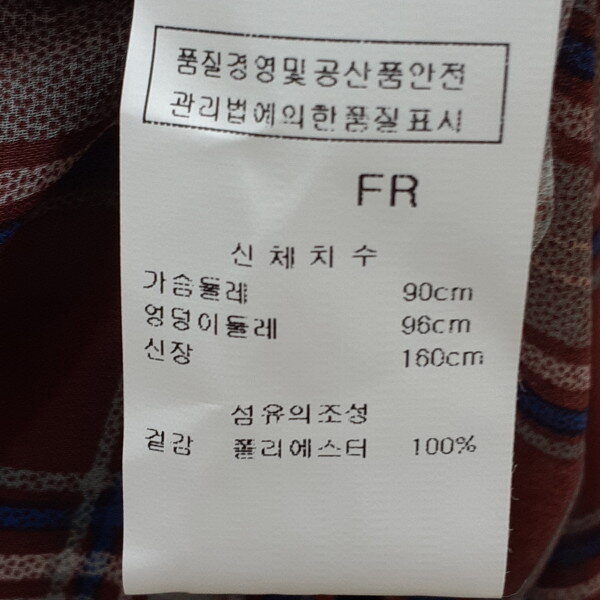 품질경영및공산품안전
관리법에의한품질표시
FR
신 체 치 수
가슴둘레 90cm
엉덩이둘레 96cm
신장 160cm
섬유의조성
겉감 폴리에스터 100%